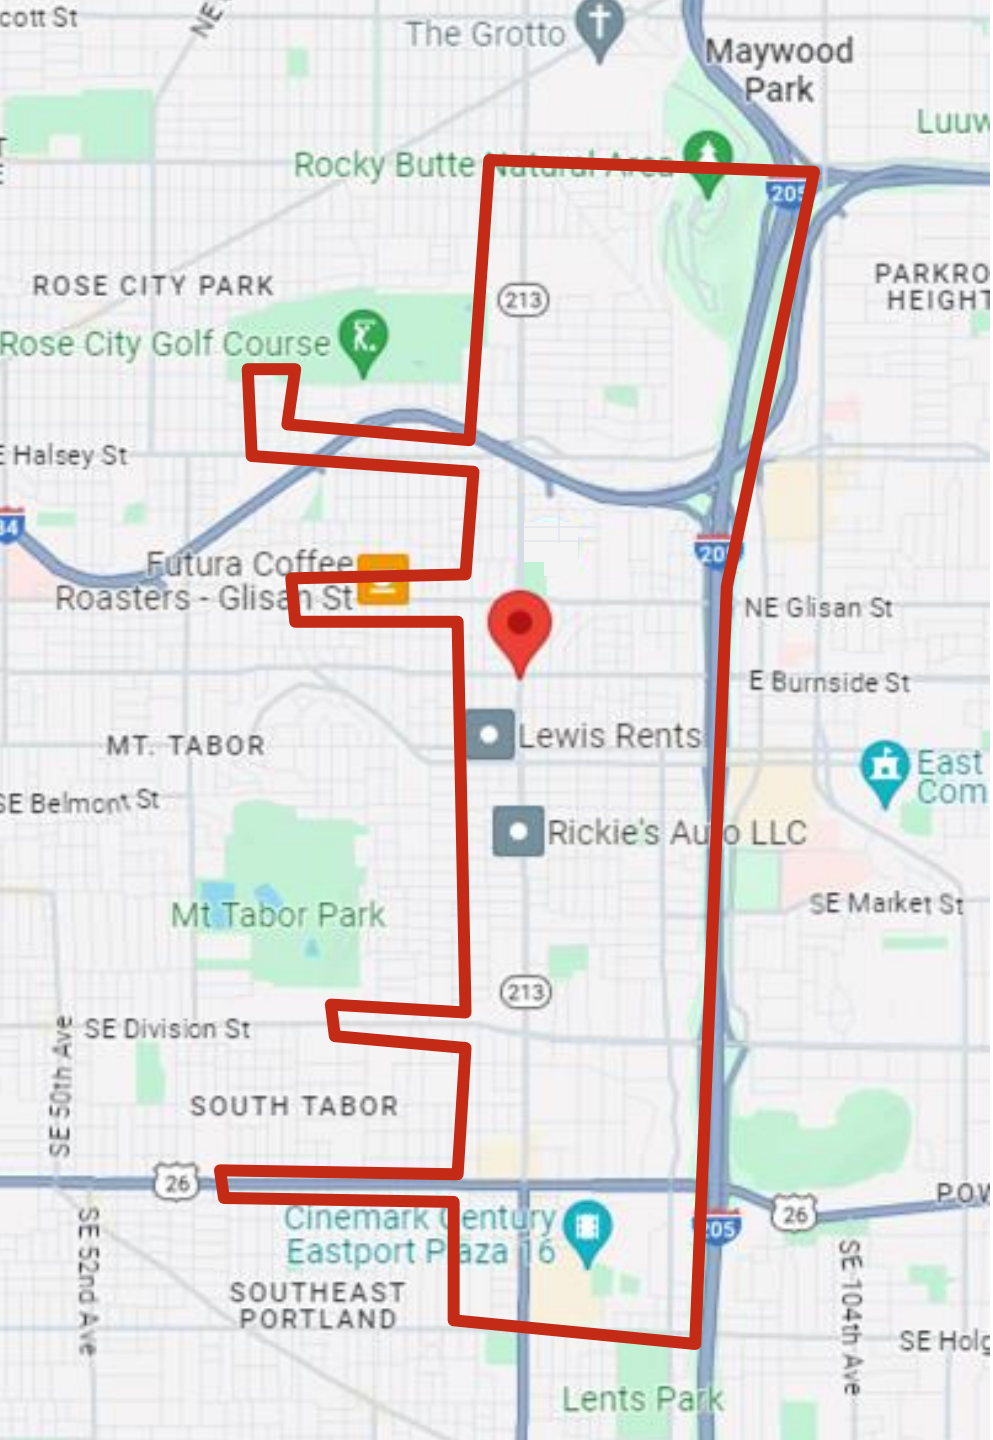 cott St
NE
The Grotto
Maywood
Park
Luuw
Rocky Butte Natural Area
205
ROSE CITY PARK
213
PARKRO
HEIGHT
Rose City Golf Course
E Halsey St
84
205
Futura Coffee
Roasters - Glisan St
NE Glisan St
E Burnside St
MT. TABOR
Lewis Rents
East
Com
SE Belmont St
Rickie's Auto LLC
Mt Tabor Park
SE Market St
213
SE Division St
SE 50th Ave
SOUTH TABOR
26
POW
26
205
Cinemark Century
Eastport Plaza 16
SE 52nd Ave
SE 104th Ave
SOUTHEAST
PORTLAND
SE Holg
Lents Park